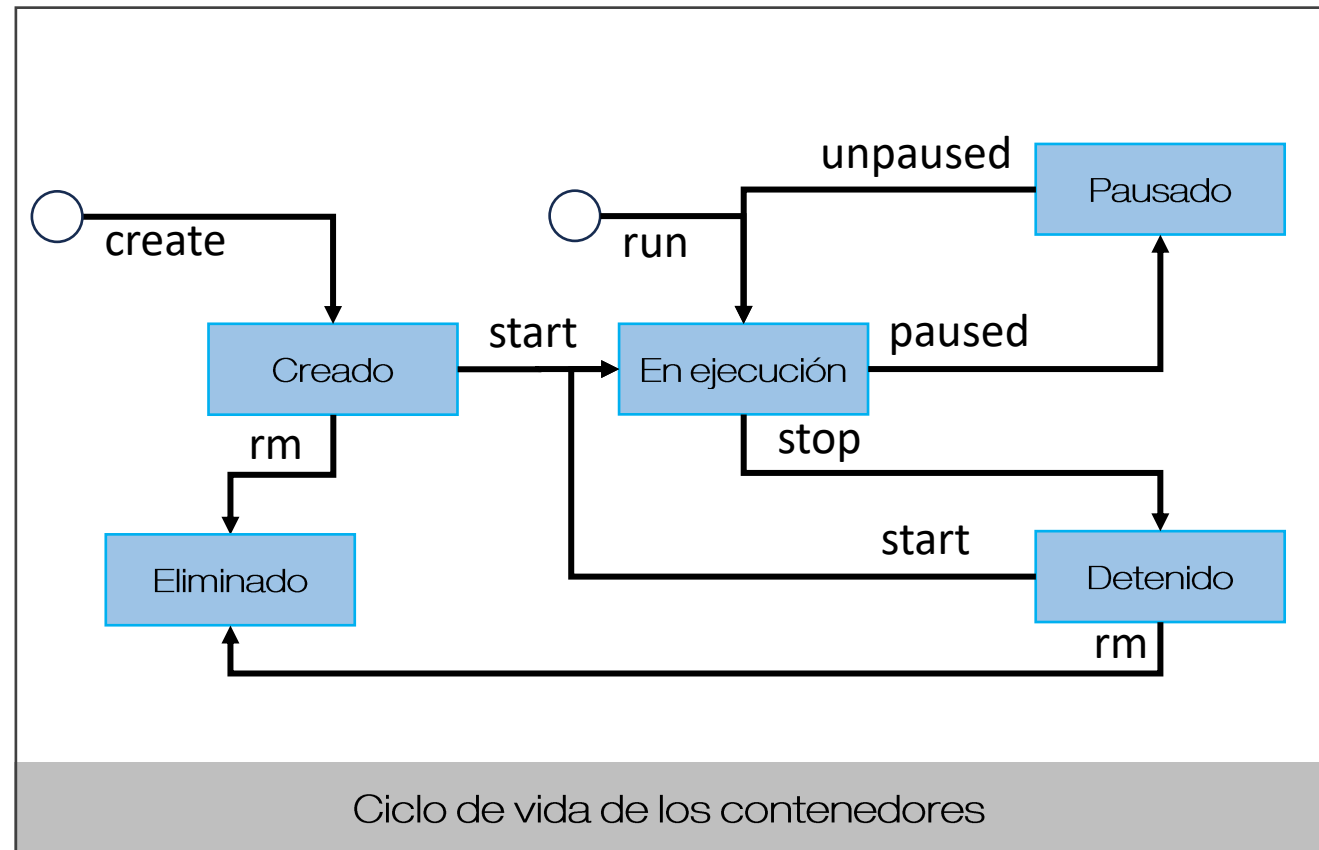 unpaused
Pausado
create
run
start
paused
Creado
En ejecución
rm
stop
start
Eliminado
Detenido
rm
Ciclo de vida de los contenedores